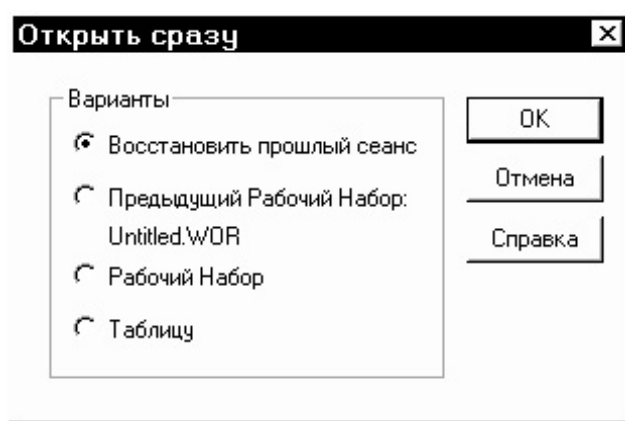 Открыть сразу
Варианты
Восстановить прошлый сеанс
Предыдущий Рабочий Набор:
Untitled.WOR
Рабочий Набор
Таблицу
OK
Отмена
Справка